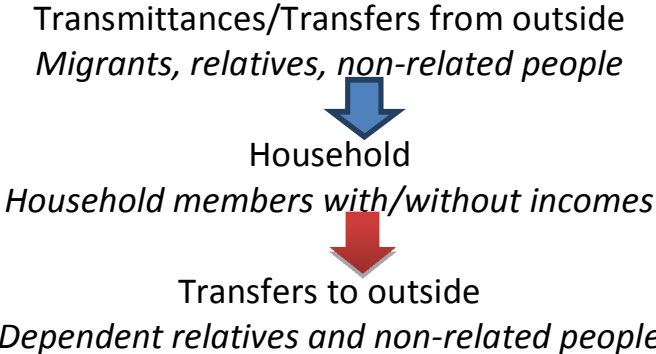 Transmittances/Transfers from outside
Migrants, relatives, non-related people
Household
Household members with/without incomes
Transfers to outside
Dependent relatives and non-related people